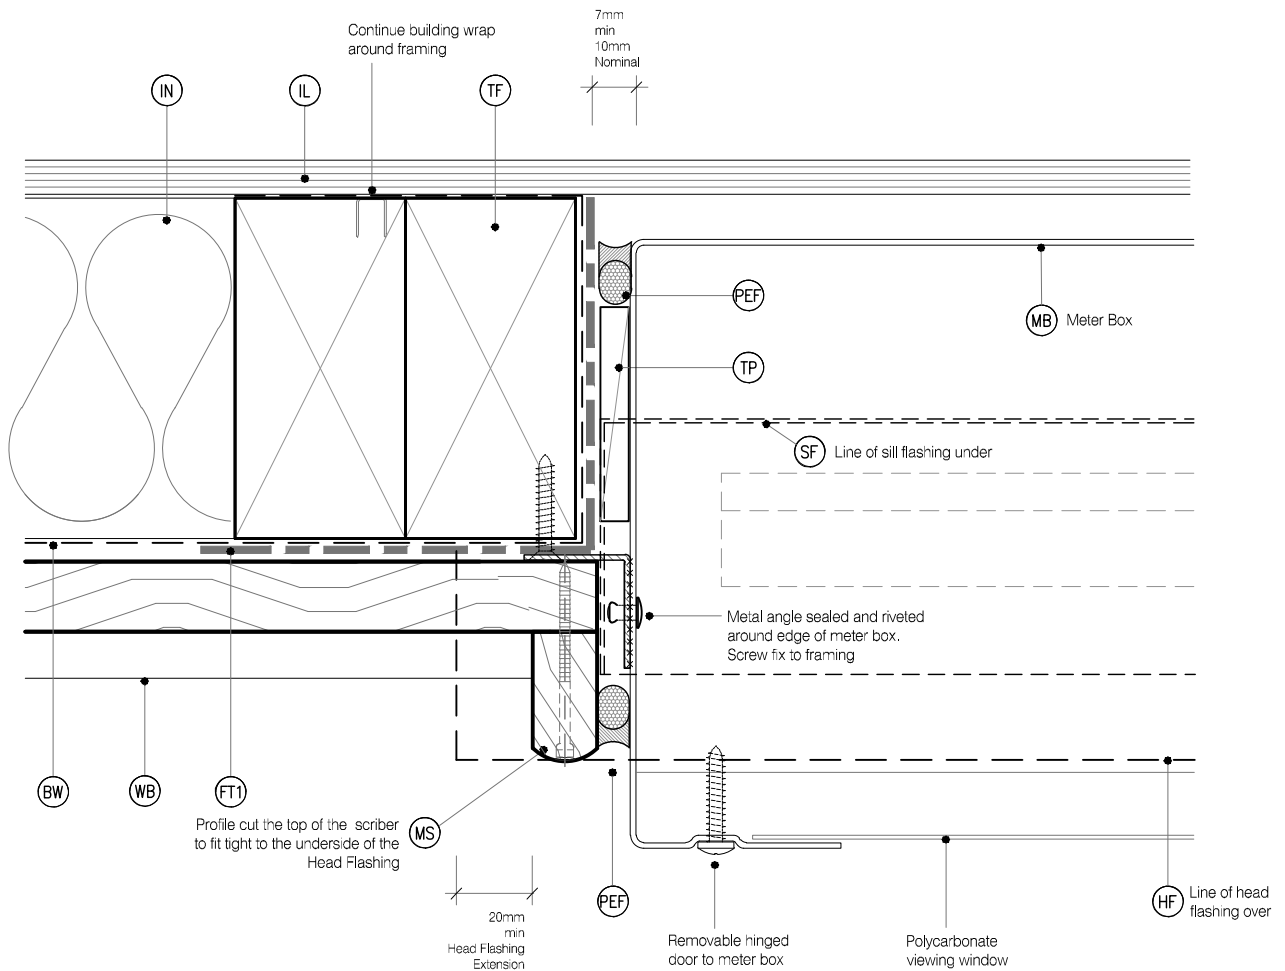 7mm
min
10mm
Nominal
Continue building wrap
around framing
IN
IL
TF
PEF
MB
Meter Box
TP
SF
Line of sill flashing under
Metal angle sealed and riveted
around edge of meter box.
Screw fix to framing
BW
WB
FT1
Profile cut the top of the scriber
to fit tight to the underside of the
Head Flashing
MS
PEF
HF
Line of head
flashing over
20mm
min
Head Flashing
Extension
Removable hinged
door to meter box
Polycarbonate
viewing window